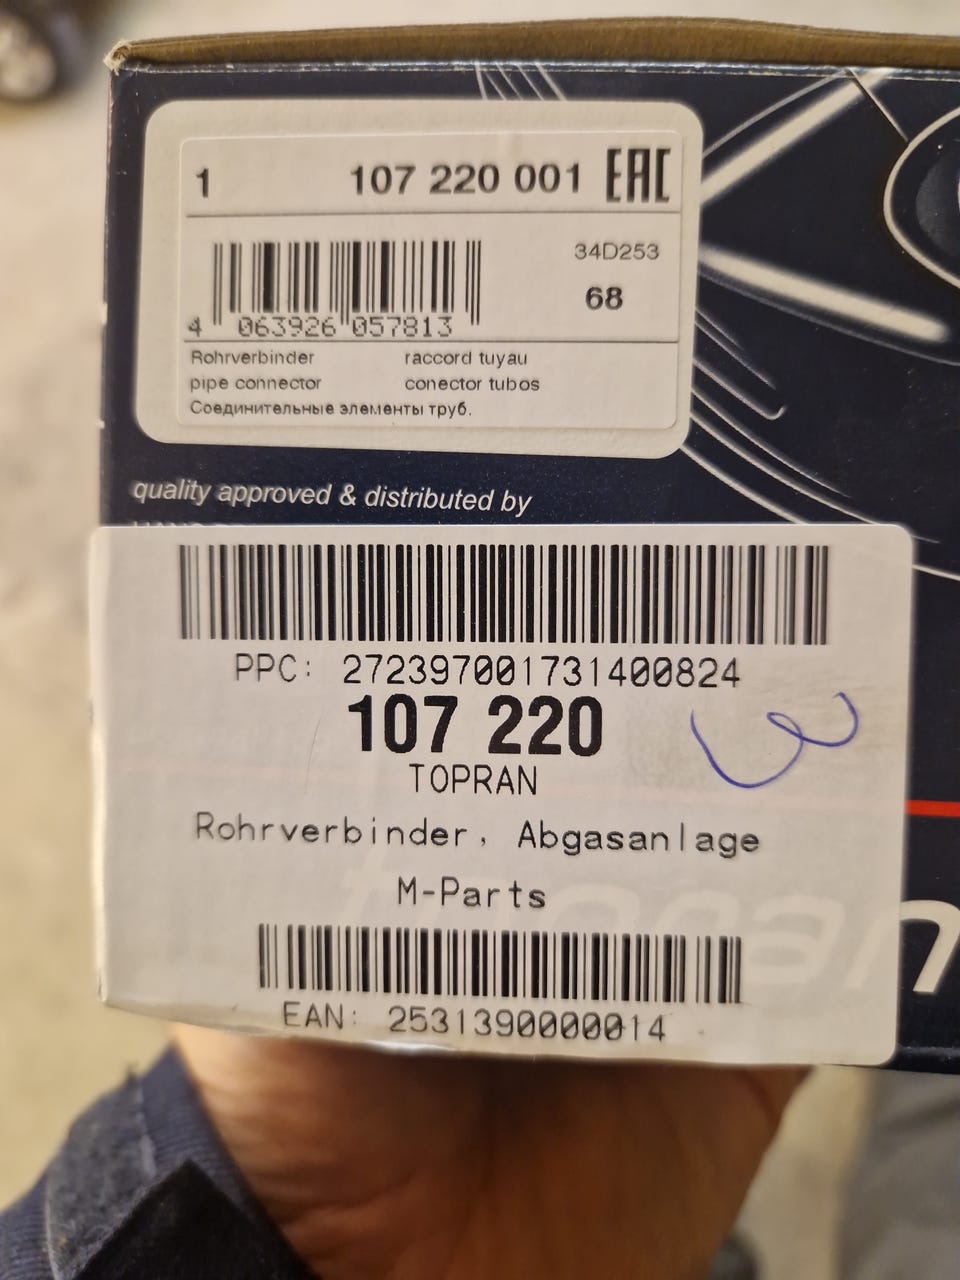 1 107 220 001 EAC
34D253
68
4 063926 057813
Rohrverbinder raccord tuyau
pipe connector conector tubos
Соединительные элементы труб.
quality approved & distributed by
PPC: 272397001731400824
107 220
TOPRAN
Rohrverbinder, Abgasanlage
M-Parts
EAN: 2531390000014